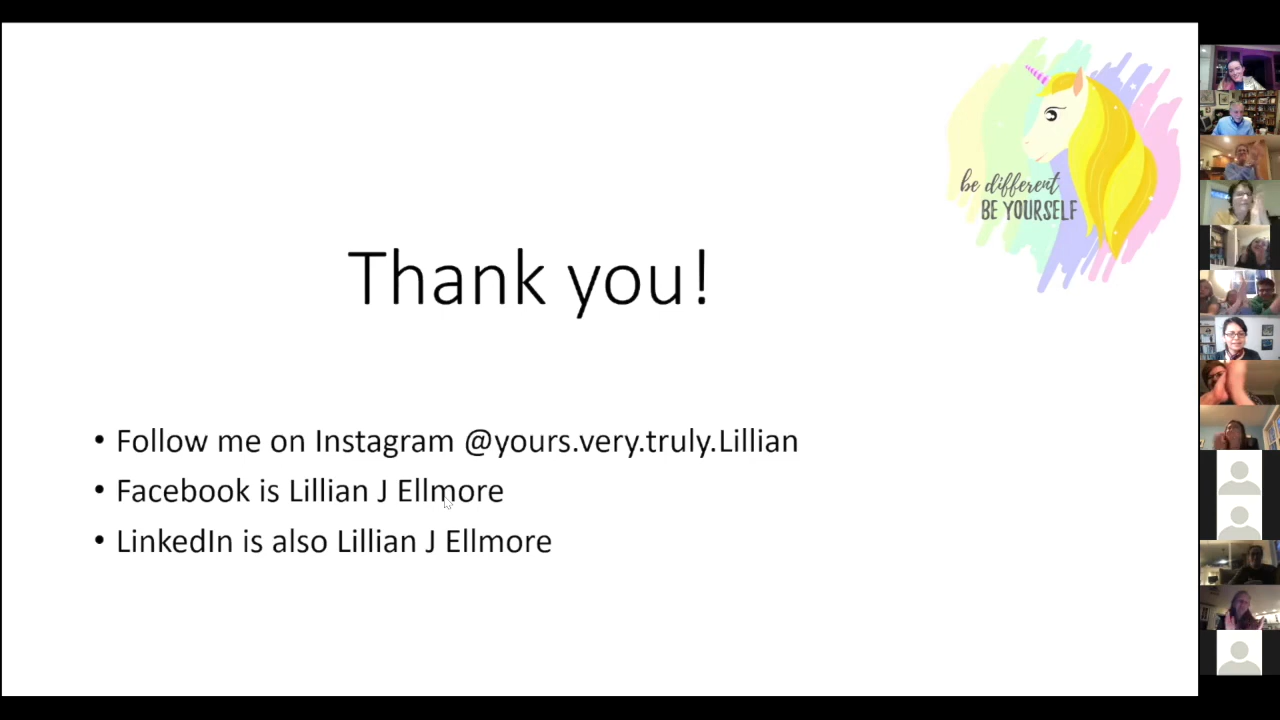 be different
BE YOURSELF
Thank you!
• Follow me on Instagram @yours.very.truly.Lillian
• Facebook is Lillian J Ellmore
• LinkedIn is also Lillian J Ellmore